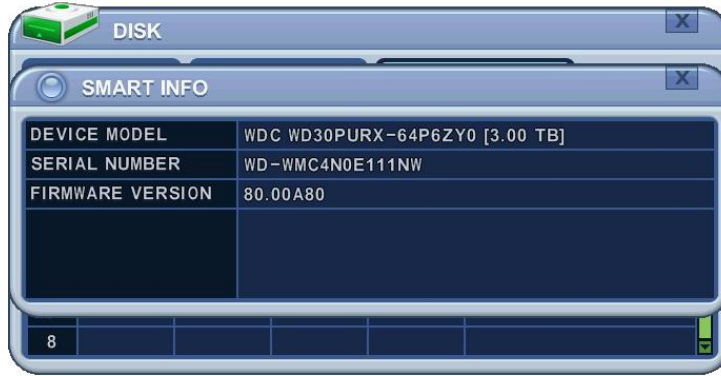 DISK
X
SMART INFO
X
DEVICE MODEL WDC WD30PURX-64P6ZY0 [3.00 TB]
SERIAL NUMBER WD-WMC4N0E111NW
FIRMWARE VERSION 80.00A80
8